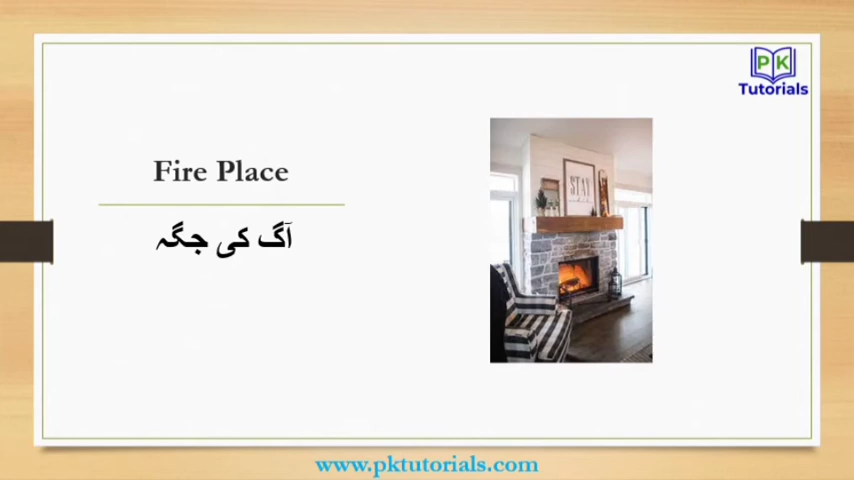 PK
Tutorials
Fire Place
آگ کی جگہ
STAY
www.pktutorials.com